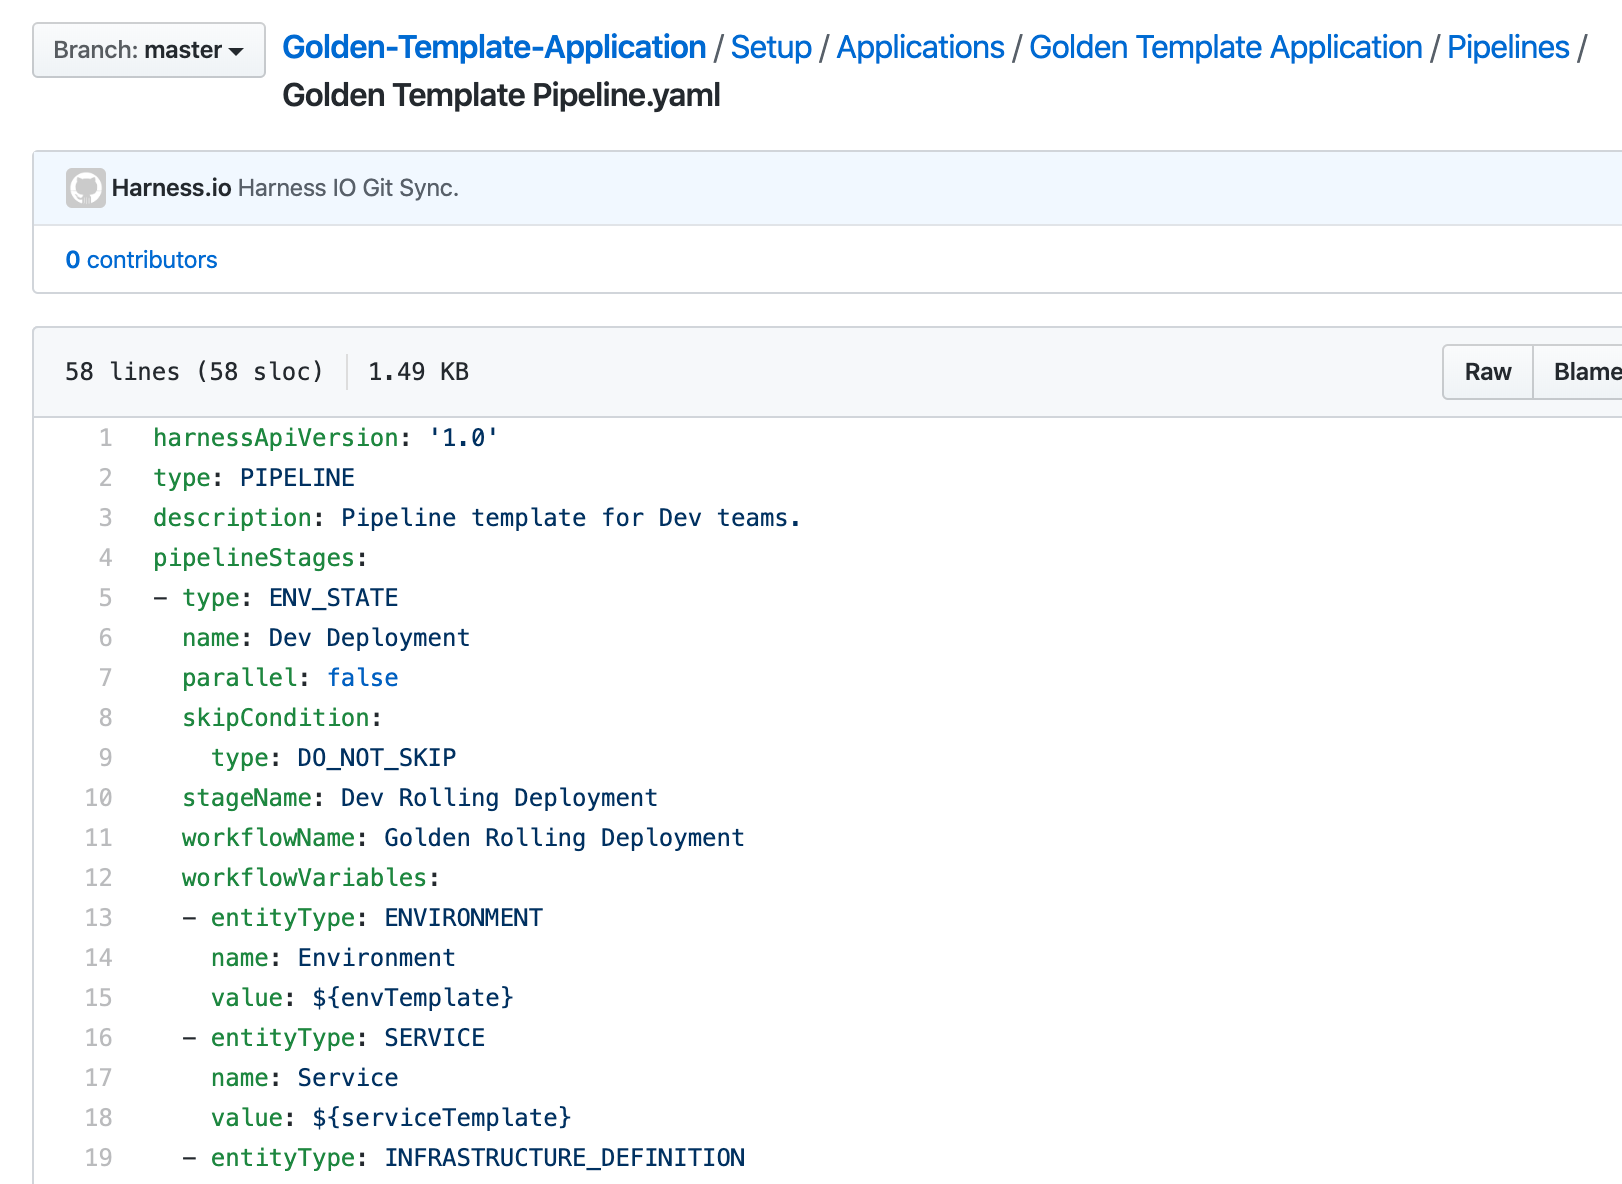 Branch: master
Golden-Template-Application / Setup / Applications / Golden Template Application / Pipelines /
Golden Template Pipeline.yaml
Harness.io Harness IO Git Sync.
0 contributors
58 lines (58 sloc) 1.49 KB
Raw Blame
1 harnessApiVersion: '1.0'
2 type: PIPELINE
3 description: Pipeline template for Dev teams.
4 pipelineStages:
5 - type: ENV_STATE
6   name: Dev Deployment
7   parallel: false
8   skipCondition:
9     type: DO_NOT_SKIP
10   stageName: Dev Rolling Deployment
11   workflowName: Golden Rolling Deployment
12   workflowVariables:
13   - entityType: ENVIRONMENT
14     name: Environment
15     value: ${envTemplate}
16   - entityType: SERVICE
17     name: Service
18     value: ${serviceTemplate}
19   - entityType: INFRASTRUCTURE_DEFINITION